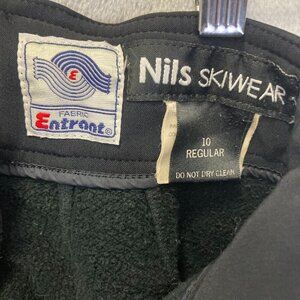 E
FABRIC
Entrant®
Nils SKIWEAR
10
REGULAR
DO NOT DRY CLEAN